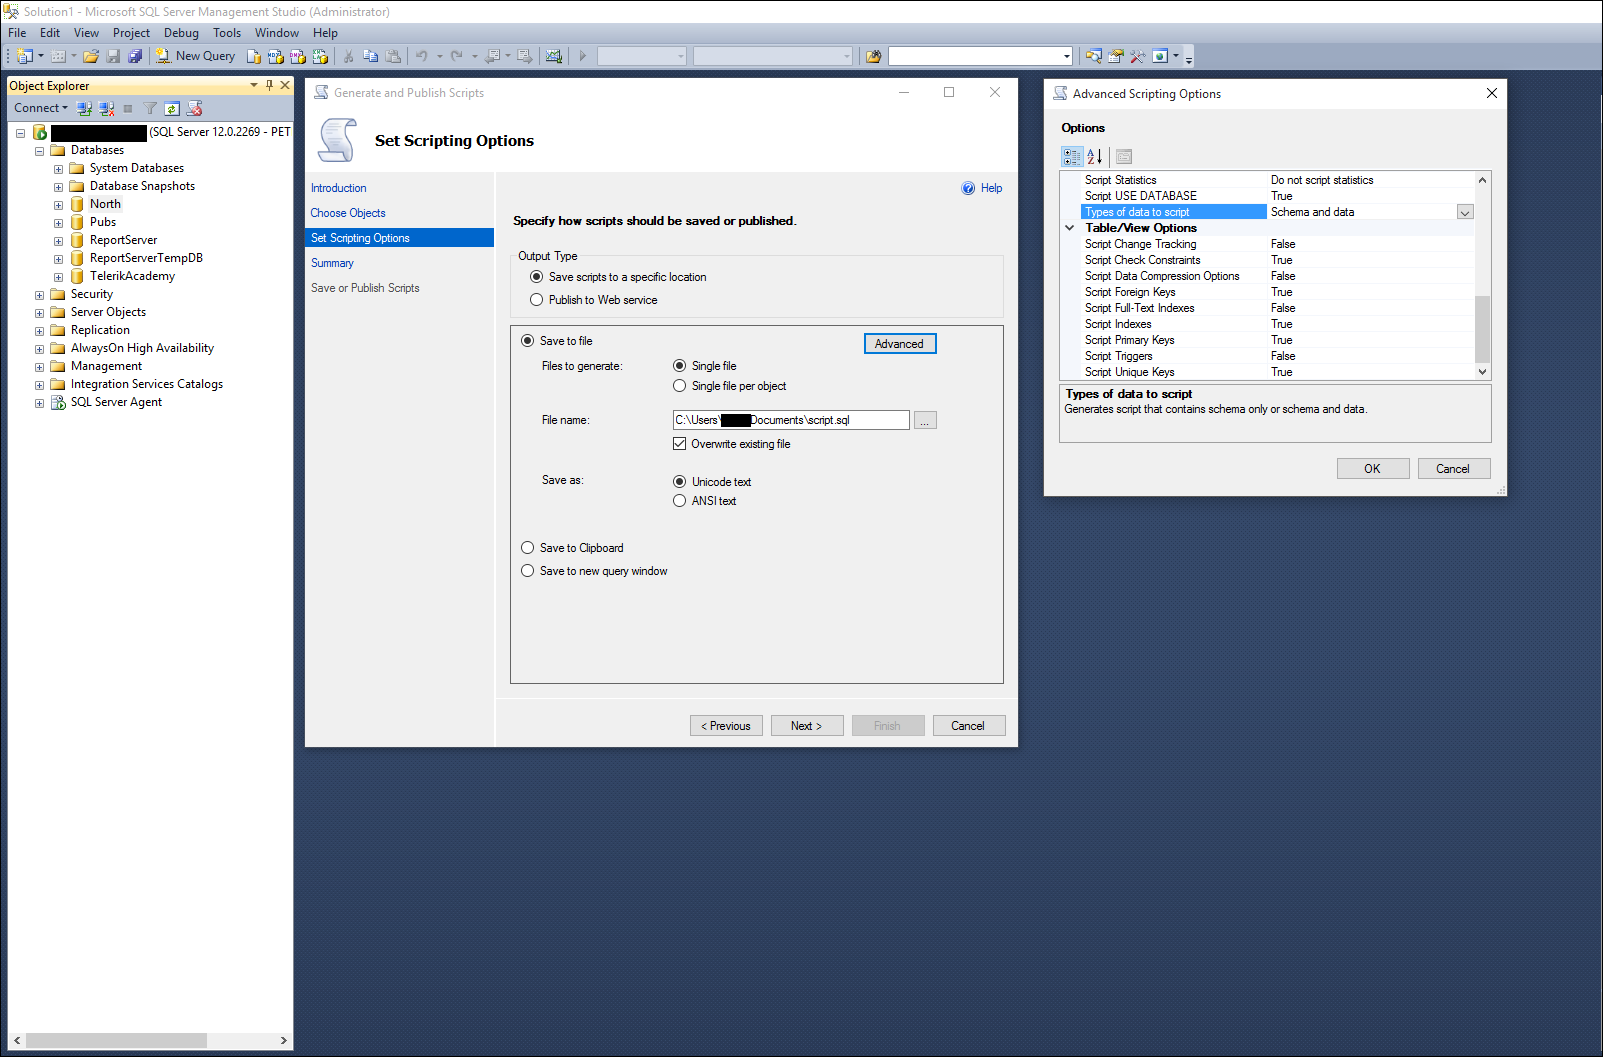 Solution1 - Microsoft SQL Server Management Studio (Administrator)
File Edit View Project Debug Tools Window Help
New Query
Object Explorer
Connect
(SQL Server 12.0.2269 - PET
Databases
System Databases
Database Snapshots
North
Pubs
ReportServer
ReportServerTempDB
TelerikAcademy
Security
Server Objects
Replication
AlwaysOn High Availability
Management
Integration Services Catalogs
SQL Server Agent
Generate and Publish Scripts
Set Scripting Options
Introduction
Choose Objects
Set Scripting Options
Summary
Save or Publish Scripts
Help
Specify how scripts should be saved or published.
Output Type
Save scripts to a specific location
Publish to Web service
Save to file
Advanced
Files to generate:
Single file
Single file per object
File name:
C:\Users\ Documents\script.sql
...
Overwrite existing file
Save as:
Unicode text
ANSI text
Save to Clipboard
Save to new query window
< Previous
Next >
Finish
Cancel
Advanced Scripting Options
Options
Script Statistics Do not script statistics
Script USE DATABASE True
Types of data to script Schema and data
Table/View Options
Script Change Tracking False
Script Check Constraints True
Script Data Compression Options False
Script Foreign Keys True
Script Full-Text Indexes False
Script Indexes True
Script Primary Keys True
Script Triggers False
Script Unique Keys True
Types of data to script
Generates script that contains schema only or schema and data.
OK
Cancel